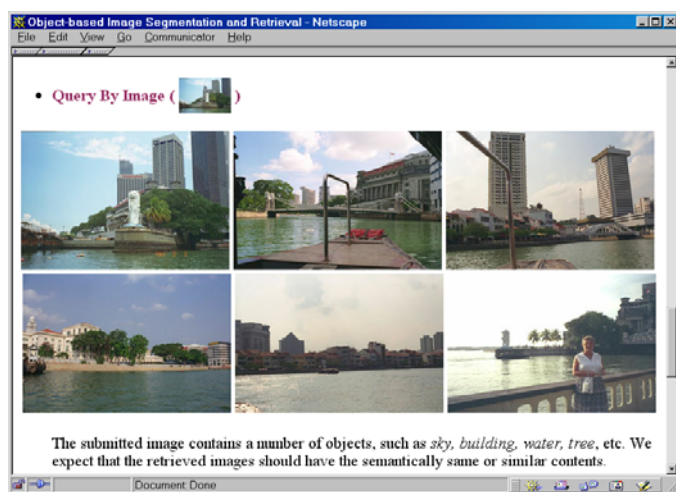 Object-based Image Segmentation and Retrieval - Netscape
File Edit View Go Communicator Help
• Query By Image ( )
The submitted image contains a number of objects, such as sky, building, water, tree, etc. We
expect that the retrieved images should have the semantically same or similar contents.
Document Done